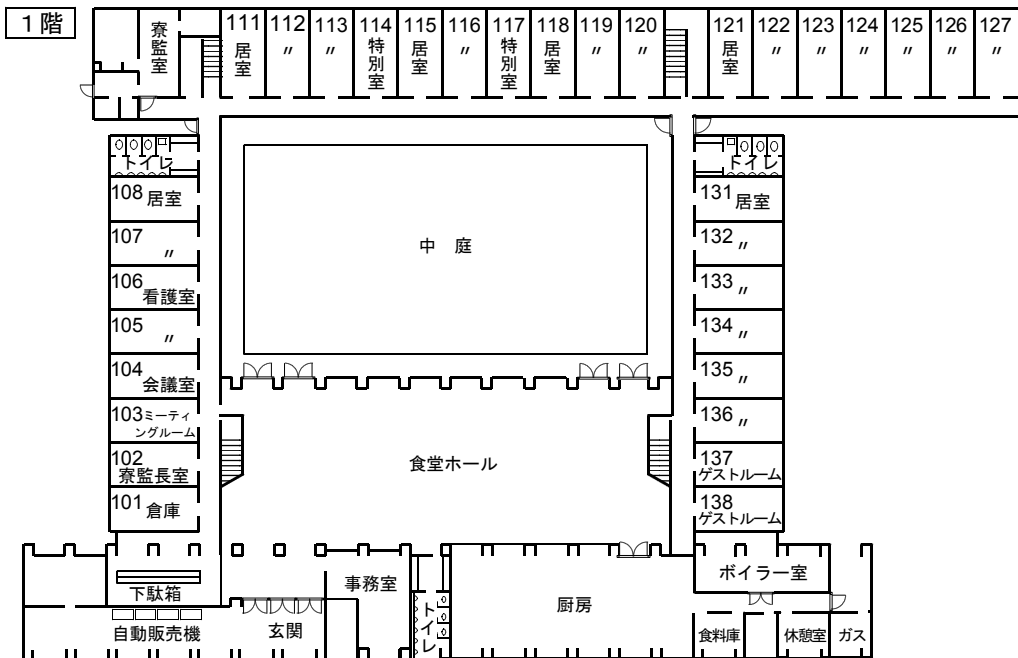 1階
寮監室
111 居室
112 〃
113 〃
114 特別室
115 居室
116 〃
117 特別室
118 居室
119 〃
120 〃
121 居室
122 〃
123 〃
124 〃
125 〃
126 〃
127 〃
トイレ
108 居室
107 〃
106 看護室
105 〃
104 会議室
103 ミーティ
ングルーム
102
寮監長室
101 倉庫
中 庭
食堂ホール
トイレ
131 居室
132 〃
133 〃
134 〃
135 〃
136 〃
137
ゲストルーム
138
ゲストルーム
下駄箱
自動販売機
玄関
事務室
トイレ
厨房
ボイラー室
食料庫
休憩室
ガス